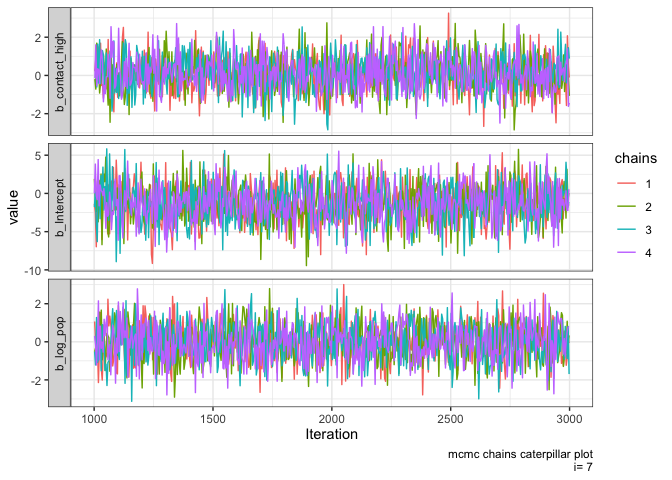 b_contact_high
2
0
-2
b_Intercept
5
0
-5
-10
b_log_pop
2
0
-2
value
1000
1500
2000
2500
3000
Iteration
chains
1
2
3
4
mcmc chains caterpillar plot
i= 7